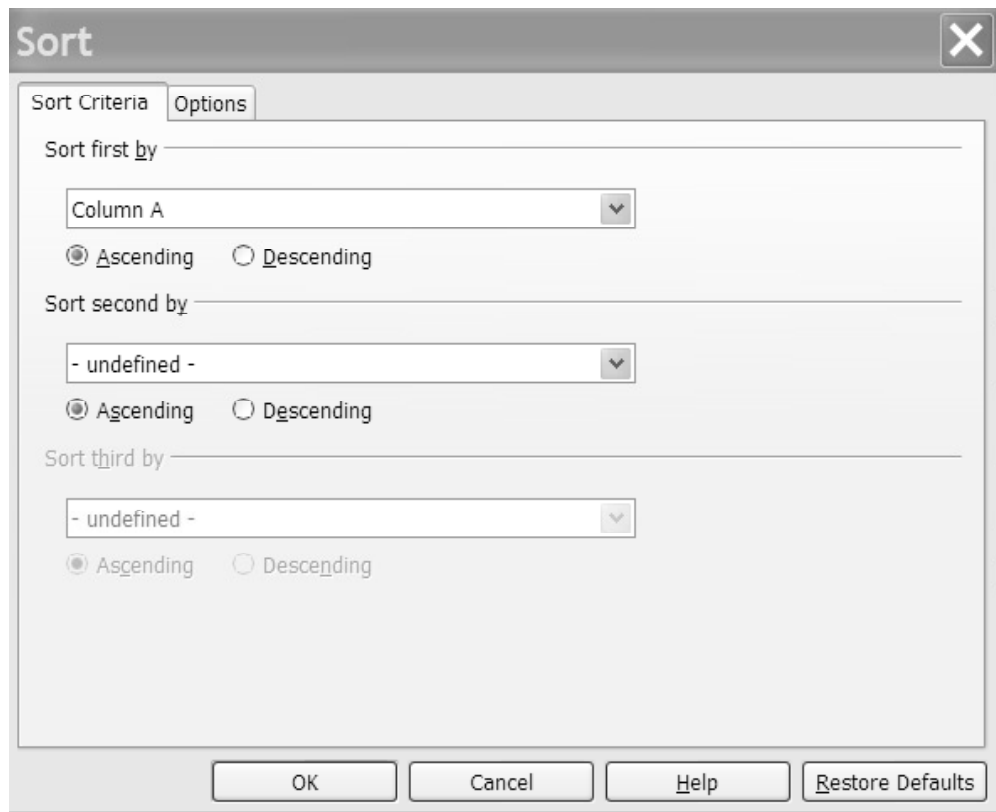 Sort
Sort Criteria Options
Sort first by
Column A
Ascending Descending
Sort second by
- undefined -
Ascending Descending
Sort third by
- undefined -
Ascending Descending
OK Cancel Help Restore Defaults